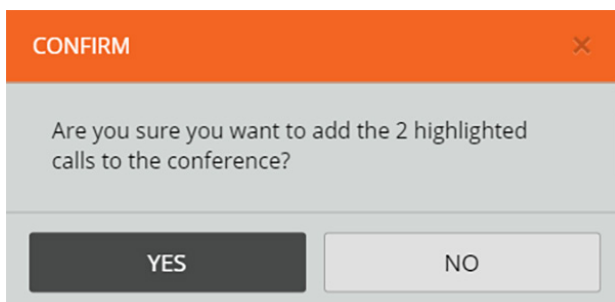 CONFIRM ×
Are you sure you want to add the 2 highlighted
calls to the conference?
YES NO